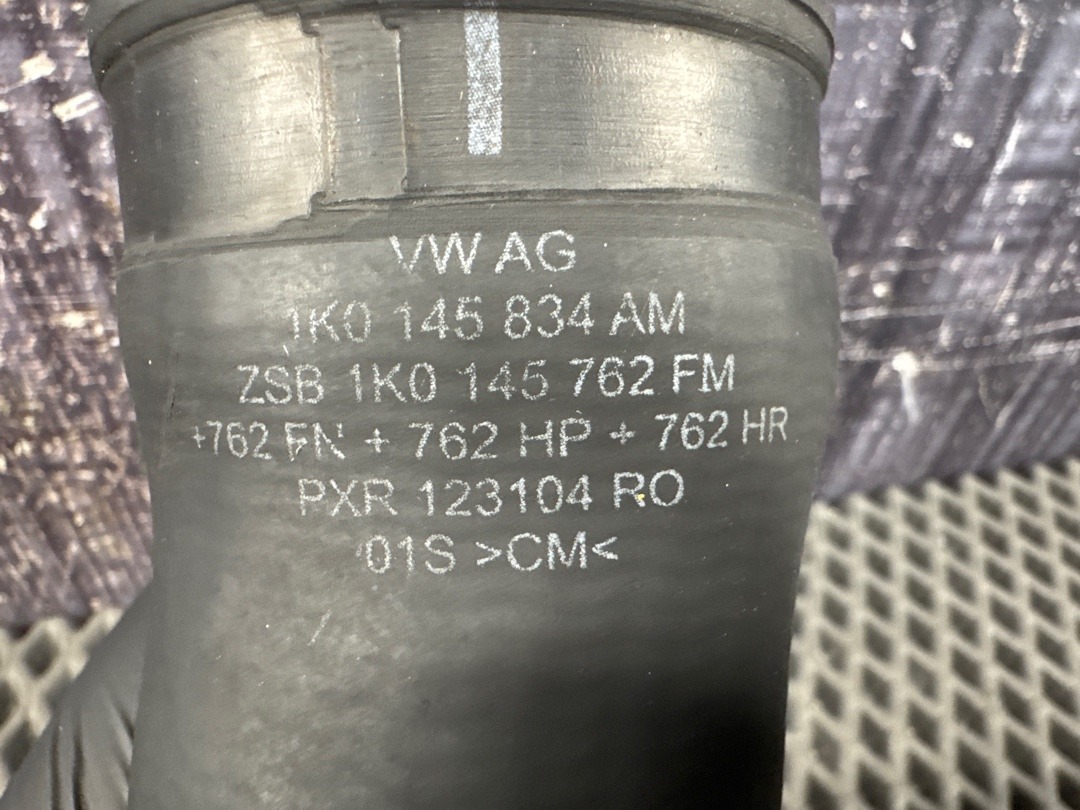 VW AG
1K0 145 834 AM
ZSB 1K0 145 762 FM
+762 FN + 762 HP + 762 HR
PXR 123104 RO
01S >CM<